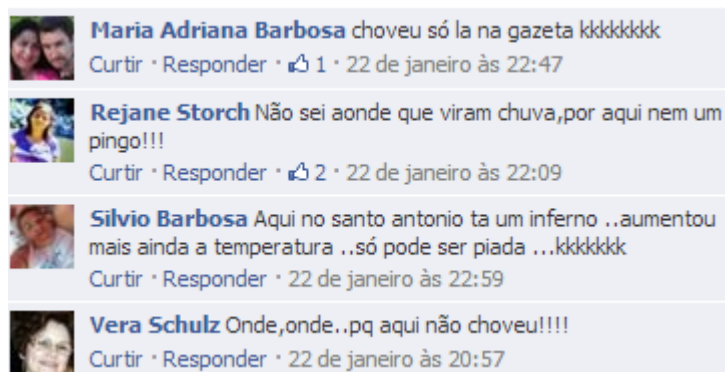 Maria Adriana Barbosa choveu só la na gazeta kkkkkkkk
Curtir · Responder · 1 · 22 de janeiro às 22:47
Rejane Storch Não sei aonde que viram chuva,por aqui nem um
pingo!!!
Curtir · Responder · 2 · 22 de janeiro às 22:09
Silvio Barbosa Aqui no santo antonio ta um inferno ..aumentou
mais ainda a temperatura ..só pode ser piada ...kkkkkkk
Curtir · Responder · 22 de janeiro às 22:59
Vera Schulz Onde,onde..pq aqui não choveu!!!!
Curtir · Responder · 22 de janeiro às 20:57